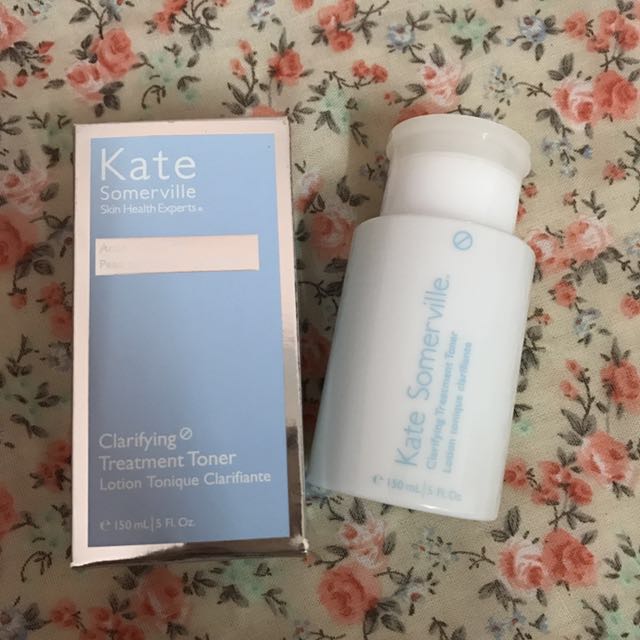 Kate
Somerville
Skin Health Experts®
Clarifying
Treatment Toner
Lotion Tonique Clarifiante
℮ 150 mL | 5 Fl. Oz.
Kate Somerville®
Clarifying Treatment Toner
Lotion tonique clarifiante
℮ 150 mL | 5 Fl. Oz.